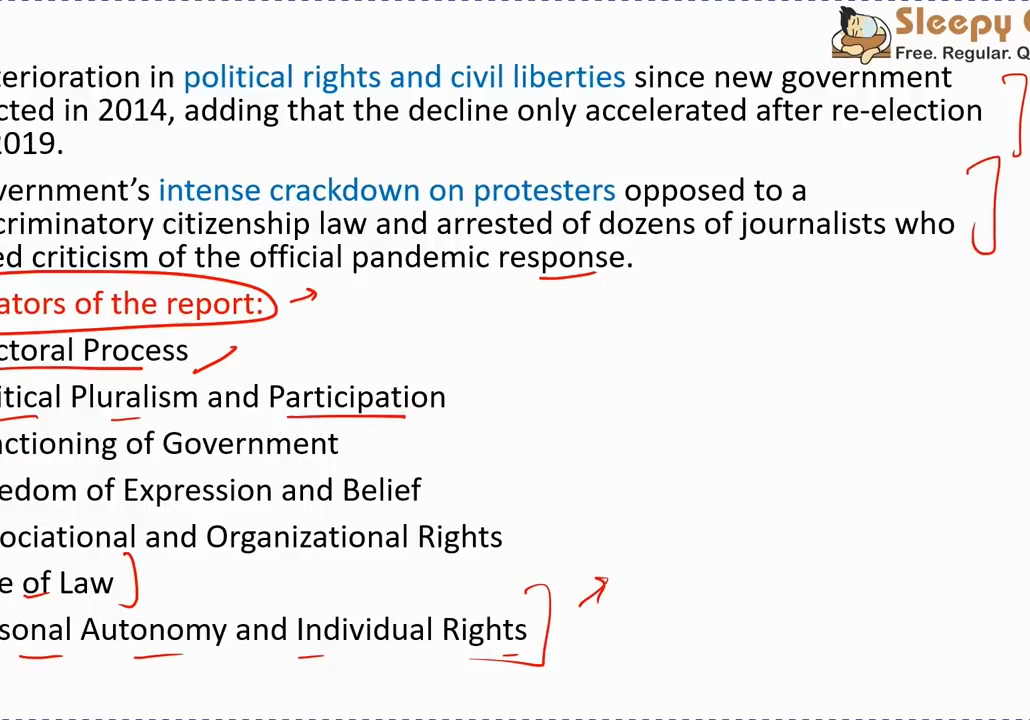 Sleepy
Free. Regular. Q
terioration in political rights and civil liberties since new government
cted in 2014, adding that the decline only accelerated after re-election
2019.
vernment's intense crackdown on protesters opposed to a
criminatory citizenship law and arrested of dozens of journalists who
ed criticism of the official pandemic response.
ators of the report:
ctoral Process
itical Pluralism and Participation
nctioning of Government
edom of Expression and Belief
ociational and Organizational Rights
e of Law
sonal Autonomy and Individual Rights